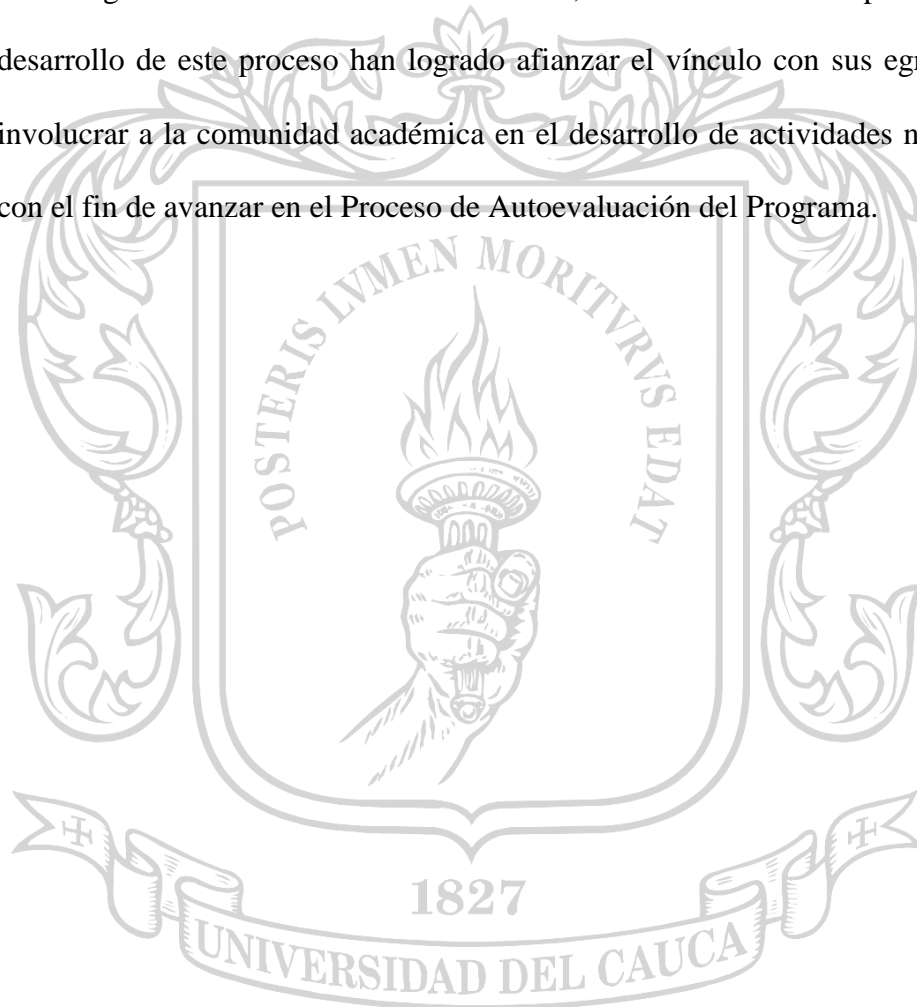 desarrollo de este proceso han logrado afianzar el vínculo con sus
involucrar a la comunidad académica en el desarrollo de actividades
con el fin de avanzar en el Proceso de Autoevaluación del Programa.
POSTERIS LVMEN MORITVRVS EDAT
1827
UNIVERSIDAD DEL CAUCA